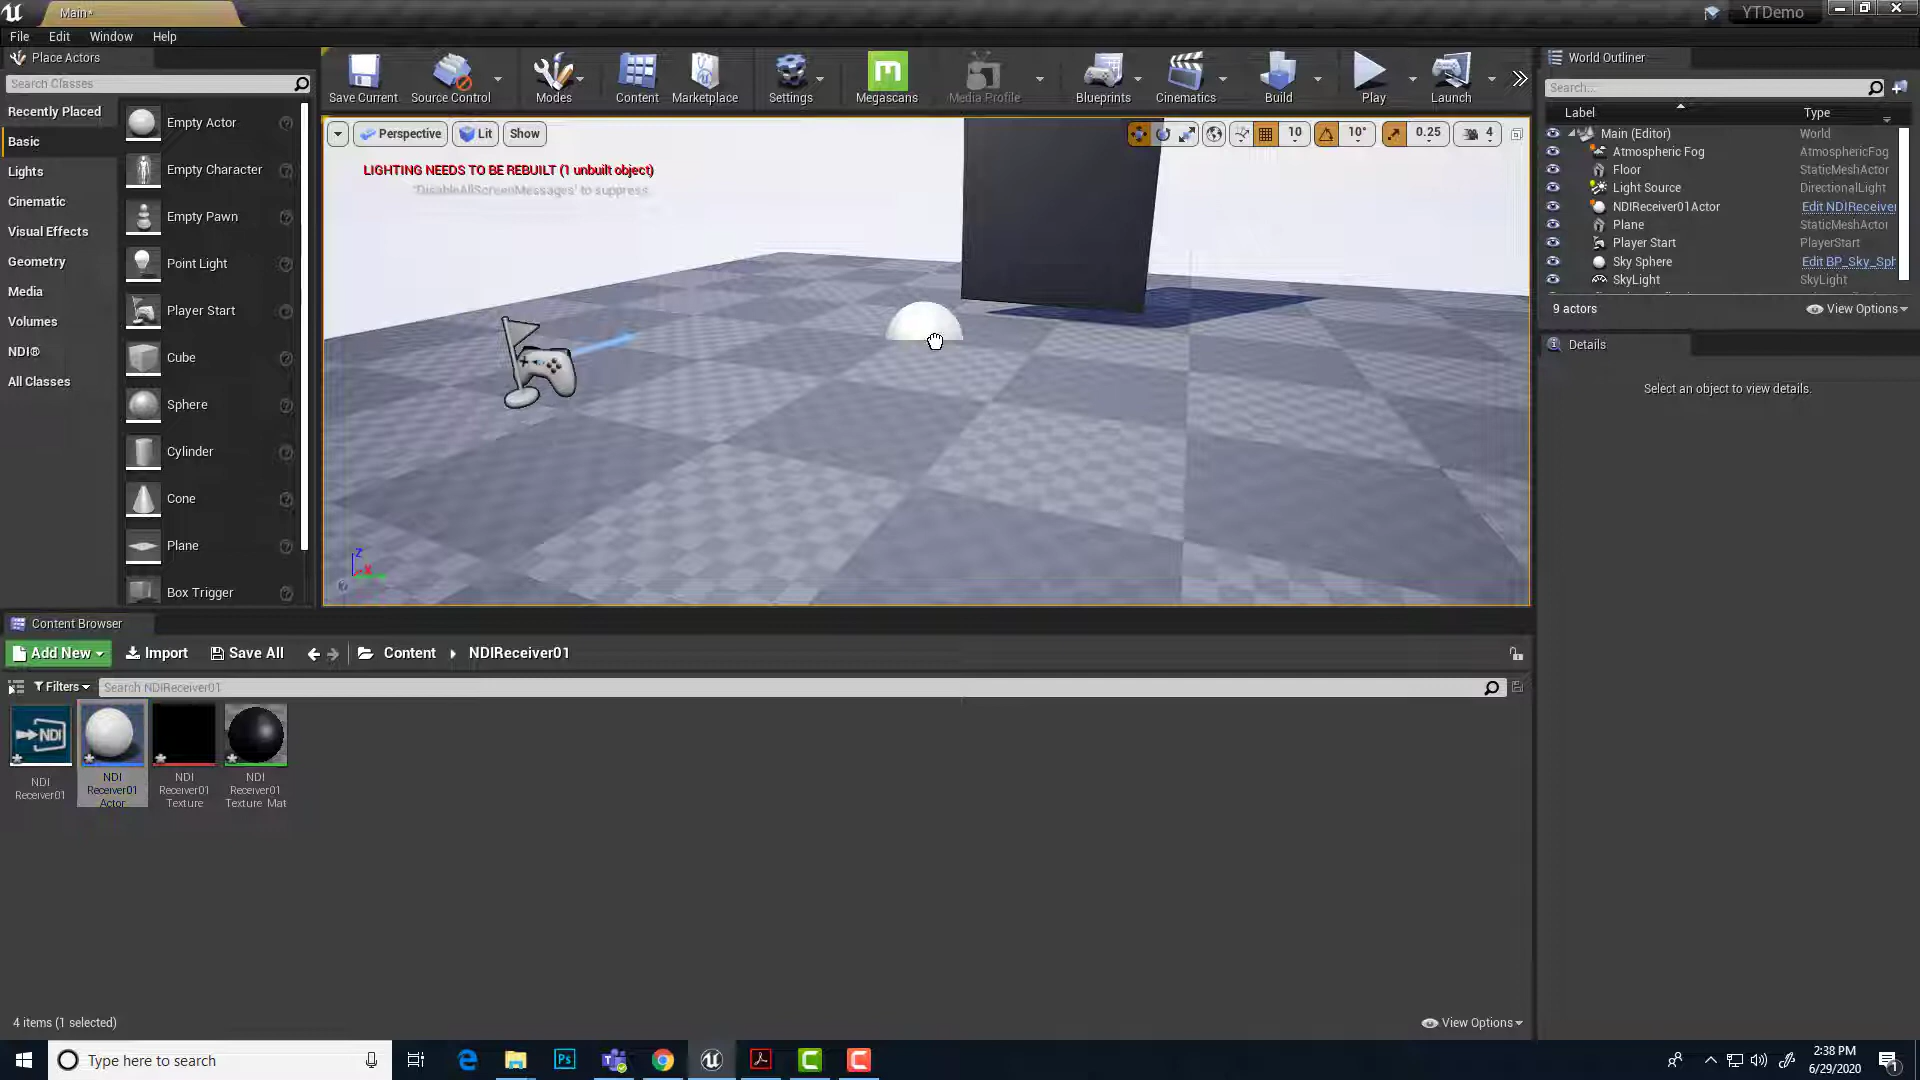 Main*
YTDemo
File Edit Window Help
Place Actors
Search Classes
Recently Placed
Basic
Lights
Cinematic
Visual Effects
Geometry
Media
Volumes
NDI®
All Classes
Empty Actor
Empty Character
Empty Pawn
Point Light
Player Start
Cube
Sphere
Cylinder
Cone
Plane
Box Trigger
Save Current
Source Control
Modes
Content
Marketplace
Settings
Megascans
Media Profile
Blueprints
Cinematics
Build
Play
Launch
Perspective Lit Show
10 10° 0.25 4
LIGHTING NEEDS TO BE REBUILT (1 unbuilt object)
'DisableAllScreenMessages' to suppress
Z
X
World Outliner
Search...
Label Type
Main (Editor) World
Atmospheric Fog AtmosphericFog
Floor StaticMeshActor
Light Source DirectionalLight
NDIReceiver01Actor Edit NDIReceiver
Plane StaticMeshActor
Player Start PlayerStart
Sky Sphere Edit BP_Sky_Sph
SkyLight SkyLight
9 actors View Options
Details
Select an object to view details.
Content Browser
Add New Import Save All Content NDIReceiver01
Filters Search NDIReceiver01
NDI
NDI
Receiver01
NDI
Receiver01
Actor
NDI
Receiver01
Texture
NDI
Receiver01
Texture Mat
4 items (1 selected)
View Options
Type here to search
Ps
2:38 PM
6/29/2020
1